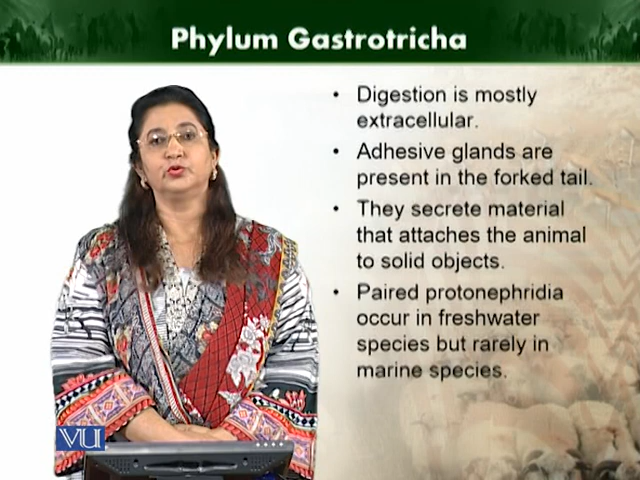 Phylum Gastrotricha
• Digestion is mostly
extracellular.
• Adhesive glands are
present in the forked tail.
• They secrete material
that attaches the animal
to solid objects.
• Paired protonephridia
occur in freshwater
species but rarely in
marine species.
VU